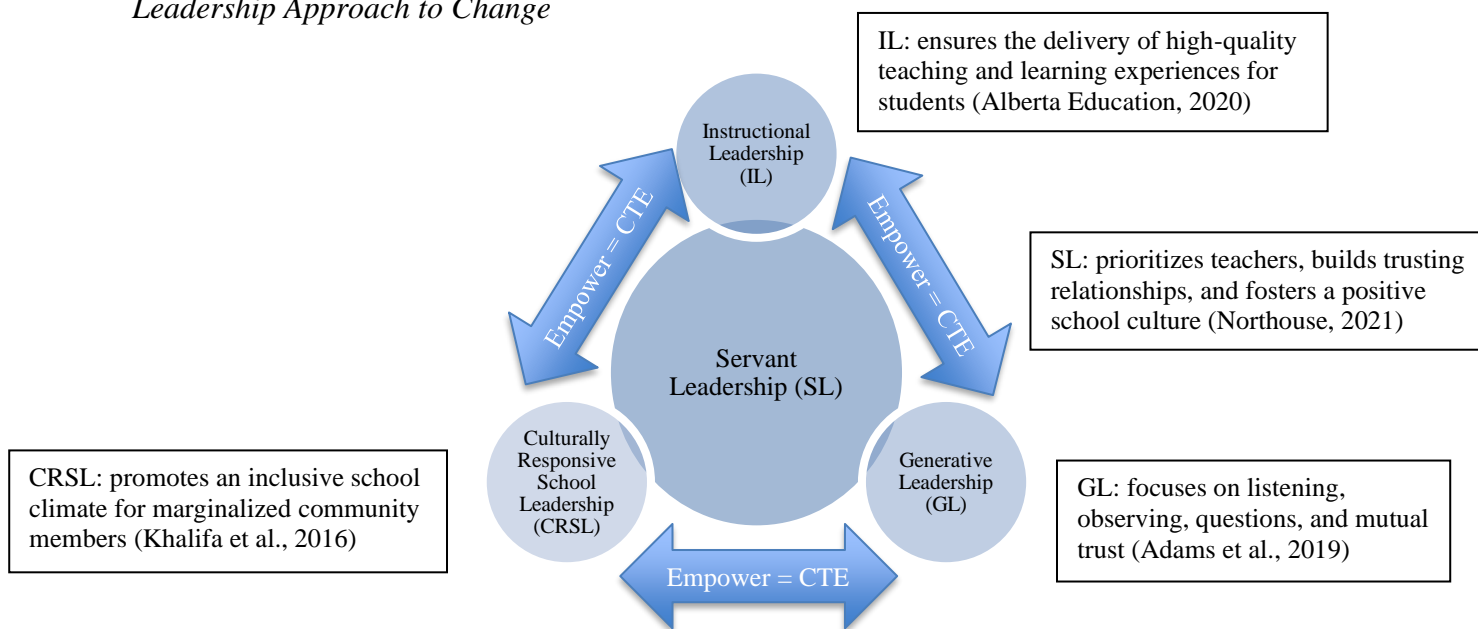 Leadership Approach to Change
IL: ensures the delivery of high-quality
teaching and learning experiences for
students (Alberta Education, 2020)
Instructional
Leadership
(IL)
Empower = CTE
Empower = CTE
SL: prioritizes teachers, builds trusting
relationships, and fosters a positive
school culture (Northouse, 2021)
Servant
Leadership (SL)
Culturally
Responsive
School
Leadership
(CRSL)
Generative
Leadership
(GL)
CRSL: promotes an inclusive school
climate for marginalized community
members (Khalifa et al., 2016)
GL: focuses on listening,
observing, questions, and mutual
trust (Adams et al., 2019)
Empower = CTE